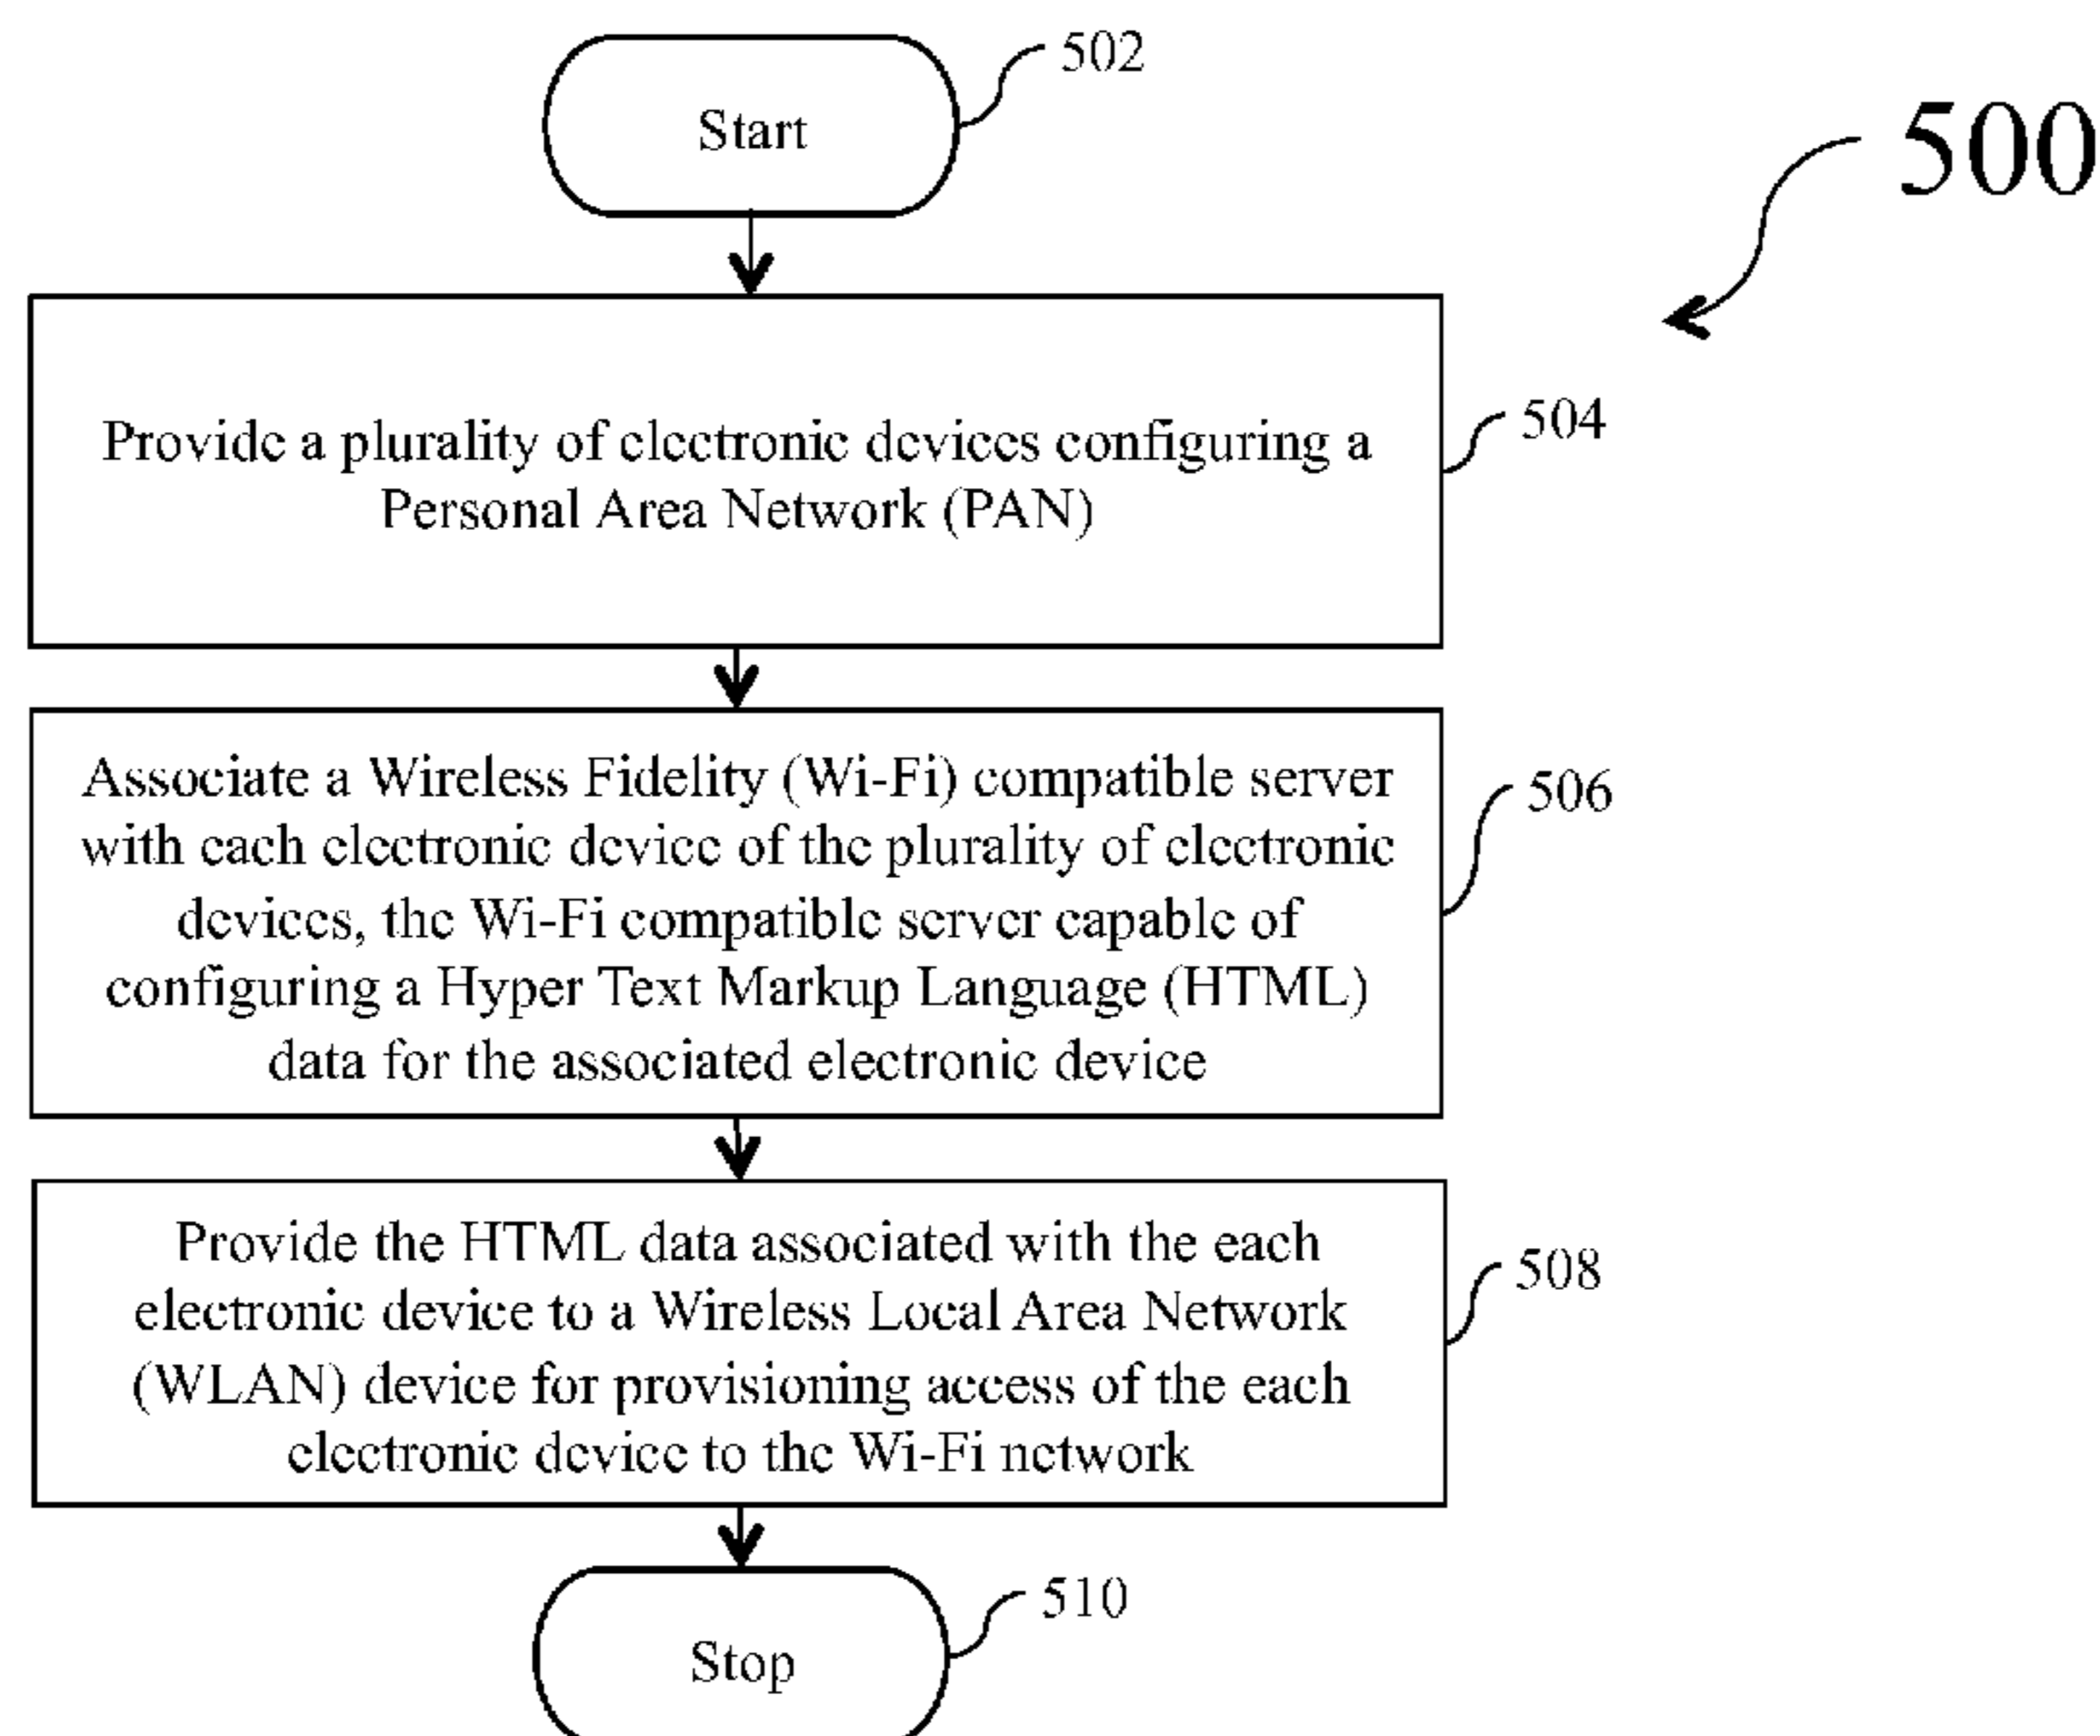 502
Start
500
504
Provide a plurality of electronic devices configuring a
Personal Area Network (PAN)
506
Associate a Wireless Fidelity (Wi-Fi) compatible server
with each electronic device of the plurality of electronic
devices, the Wi-Fi compatible server capable of
configuring a Hyper Text Markup Language (HTML)
data for the associated electronic device
508
Provide the HTML data associated with the each
electronic device to a Wireless Local Area Network
(WLAN) device for provisioning access of the each
electronic device to the Wi-Fi network
510
Stop